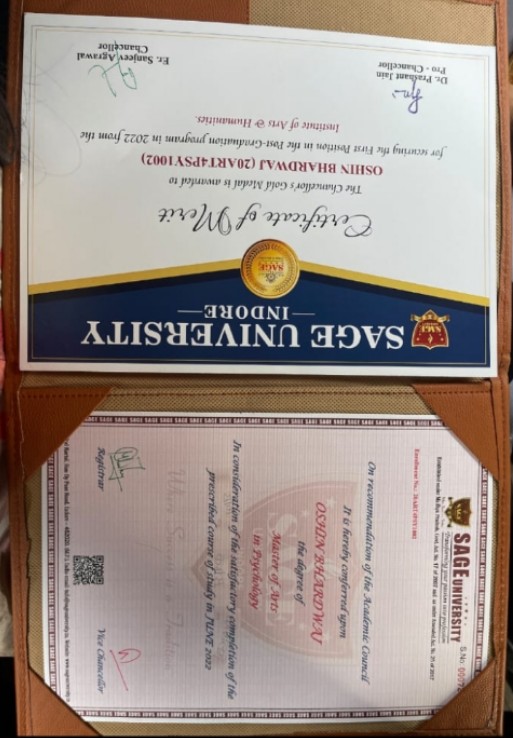 SAGE UNIVERSITY
INDORE
Certificate of Merit
The Chancellor's Gold Medal is awarded to
OSHIN BHARDWAJ (20ART4PSY1002)
for securing the First Position in the Post-Graduation program in 2022 from the
Institute of Arts & Humanities.
Dr. Prashant Jain
Pro - Chancellor
Er. Sanjeev Agrawal
Chancellor
SAGE UNIVERSITY
S.No.
On recommendation of the Academic Council
It is hereby conferred upon
OSHIN BHARDWAJ
the degree of
Master of Arts
in Psychology
In consideration of the satisfactory completion of the
prescribed course of study in JUNE 2022
Registrar
Vice Chancellor